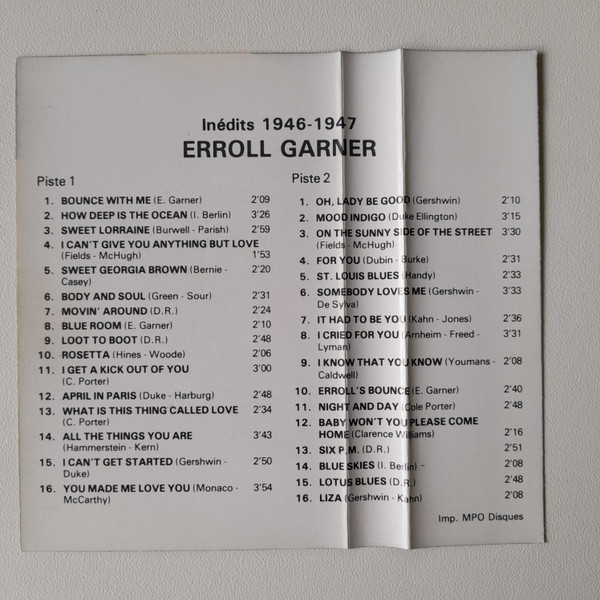 Inédits 1946-1947
ERROLL GARNER
Piste 1
1. BOUNCE WITH ME (E. Garner) 2'09
2. HOW DEEP IS THE OCEAN (I. Berlin) 3'26
3. SWEET LORRAINE (Burwell - Parish) 2'59
4. I CAN'T GIVE YOU ANYTHING BUT LOVE
(Fields - McHugh) 1'53
5. SWEET GEORGIA BROWN (Bernie - 2'20
Casey)
6. BODY AND SOUL (Green - Sour) 2'31
7. MOVIN' AROUND (D.R.) 2'24
8. BLUE ROOM (E. Garner) 2'10
9. LOOT TO BOOT (D.R.) 2'48
10. ROSETTA (Hines - Woode) 2'06
11. I GET A KICK OUT OF YOU 3'00
(C. Porter)
12. APRIL IN PARIS (Duke - Harburg) 2'48
13. WHAT IS THIS THING CALLED LOVE 2'34
(C. Porter)
14. ALL THE THINGS YOU ARE 3'43
(Hammerstein - Kern)
15. I CAN'T GET STARTED (Gershwin - 2'50
Duke)
16. YOU MADE ME LOVE YOU (Monaco - 3'54
McCarthy)
Piste 2
1. OH, LADY BE GOOD (Gershwin) 2'10
2. MOOD INDIGO (Duke Ellington) 3'15
3. ON THE SUNNY SIDE OF THE STREET 3'30
(Fields - McHugh)
4. FOR YOU (Dubin - Burke) 2'31
5. ST. LOUIS BLUES (Handy) 2'33
6. SOMEBODY LOVES ME (Gershwin - 3'33
De Sylva)
7. IT HAD TO BE YOU (Kahn - Jones) 2'36
8. I CRIED FOR YOU (Arnheim - Freed - 3'31
Lyman)
9. I KNOW THAT YOU KNOW (Youmans - 2'08
Caldwell)
10. ERROLL'S BOUNCE (E. Garner) 2'40
11. NIGHT AND DAY (Cole Porter) 2'48
12. BABY WON'T YOU PLEASE COME
HOME (Clarence Williams) 2'16
13. SIX P.M. (D.R.) 2'51
14. BLUE SKIES (I. Berlin) - 2'08
15. LOTUS BLUES (D.R.) 2'48
16. LIZA (Gershwin - Kahn) 2'08
Imp. MPO Disques